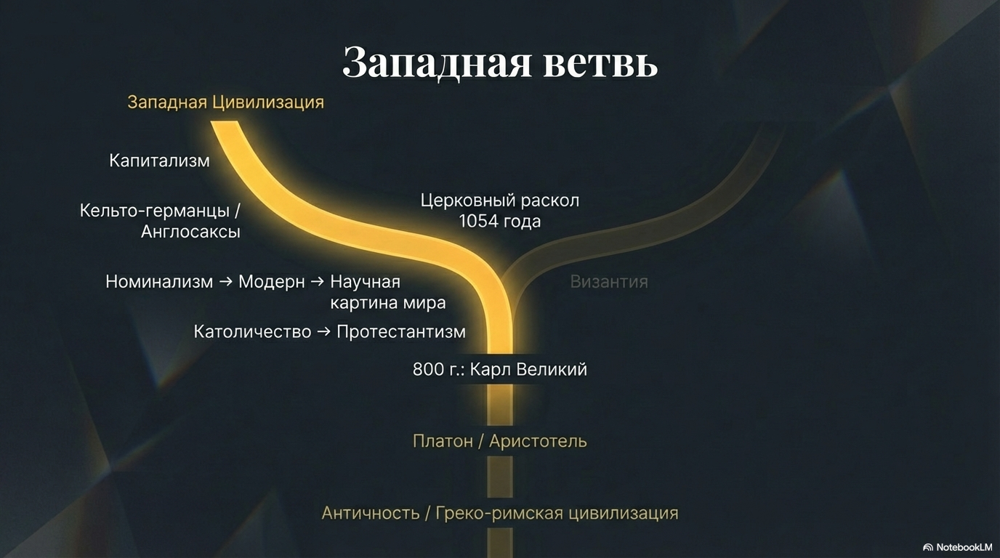 Западная ветвь
Западная Цивилизация
Капитализм
Кельто-германцы /
Англосаксы
Церковный раскол
1054 года
Номинализм → Модерн → Научная
картина мира
Византия
Католичество → Протестантизм
800 г.: Карл Великий
Платон / Аристотель
Античность / Греко-римская цивилизация
NotebookLM